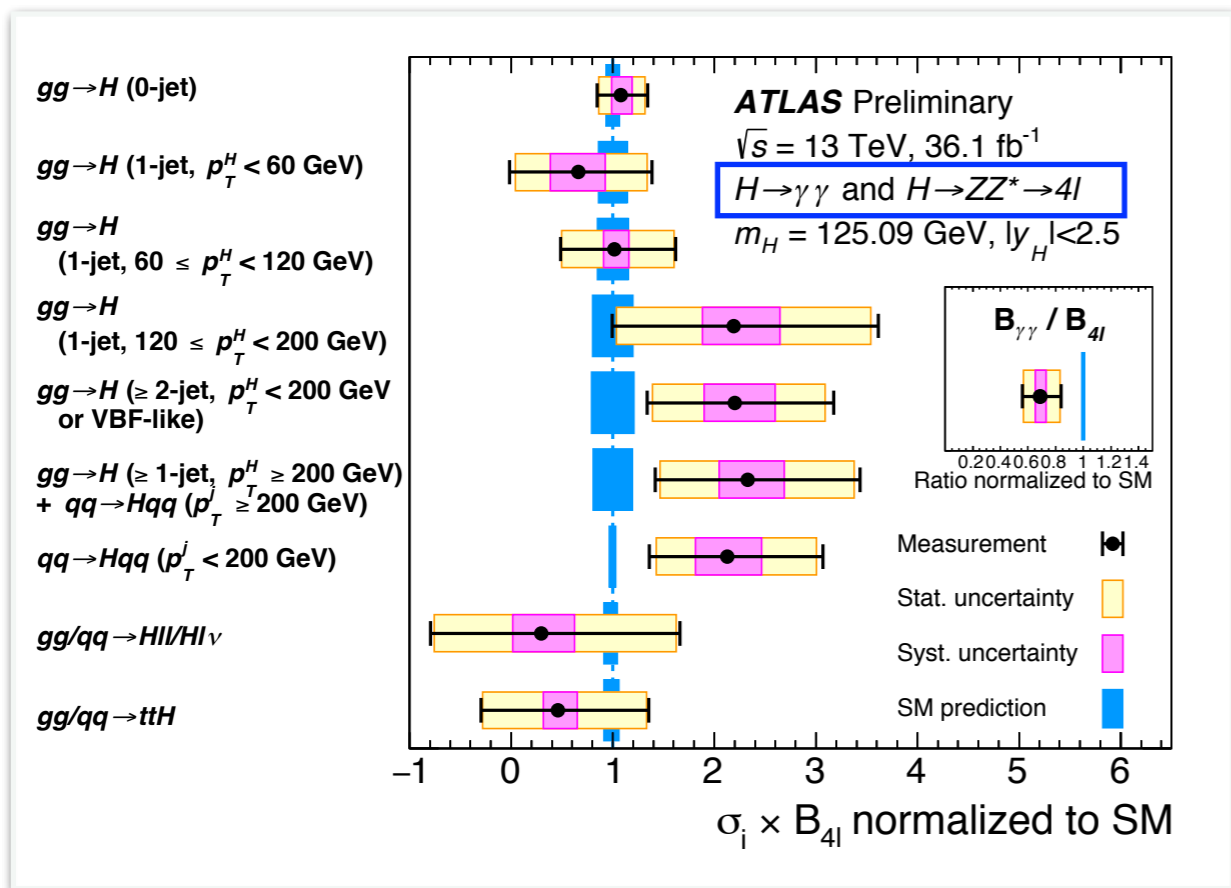 gg→H (0-jet)
gg→H (1-jet, p_T^H < 60 GeV)
gg→H
(1-jet, 60 ≤ p_T^H < 120 GeV)
gg→H
(1-jet, 120 ≤ p_T^H < 200 GeV)
gg→H (≥ 2-jet, p_T^H < 200 GeV
or VBF-like)
gg→H (≥ 1-jet, p_T^H ≥ 200 GeV)
+ qq→Hqq (p_T^j ≥ 200 GeV)
qq→Hqq (p_T^j < 200 GeV)
gg/qq→Hll/Hlν
gg/qq→ttH
ATLAS Preliminary
√s = 13 TeV, 36.1 fb⁻¹
H→γγ and H→ZZ*→4l
m_H = 125.09 GeV, |y_H|<2.5
B_γγ / B_4l
0.2 0.4 0.6 0.8 1 1.2 1.4
Ratio normalized to SM
Measurement
Stat. uncertainty
Syst. uncertainty
SM prediction
−1 0 1 2 3 4 5 6
σ_i × B_4l normalized to SM